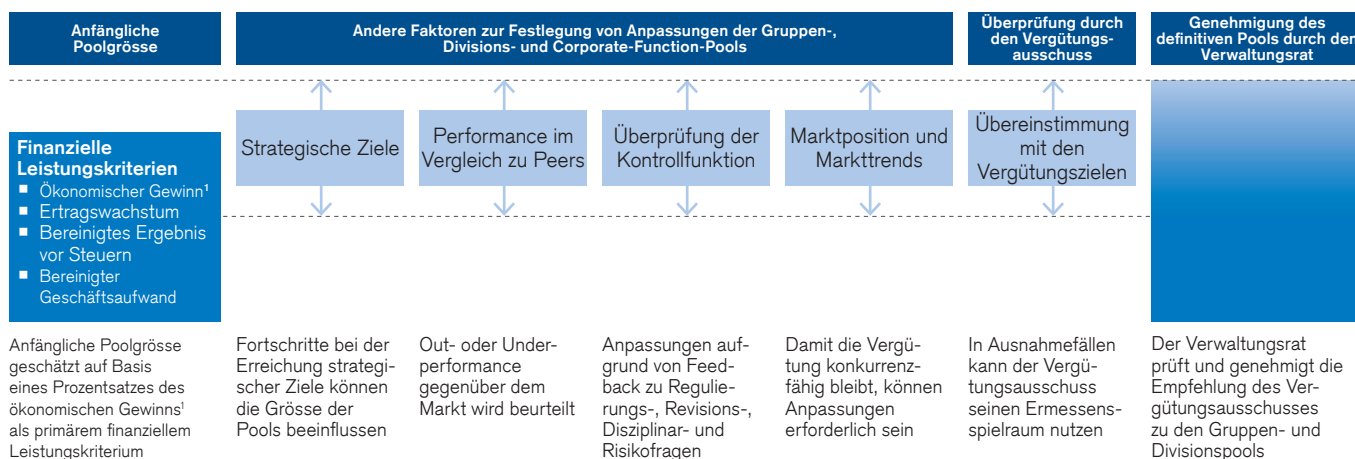 Anfängliche
Poolgrösse
Andere Faktoren zur Festlegung von Anpassungen der Gruppen-,
Divisions- und Corporate-Function-Pools
Überprüfung durch
den Vergütungs-
ausschuss
Genehmigung des
definitiven Pools durch den
Verwaltungsrat
Finanzielle
Leistungskriterien
■ Ökonomischer Gewinn¹
■ Ertragswachstum
■ Bereinigtes Ergebnis
vor Steuern
■ Bereinigter
Geschäftsaufwand
Strategische Ziele
Performance im
Vergleich zu Peers
Überprüfung der
Kontrollfunktion
Marktposition und
Markttrends
Übereinstimmung
mit den
Vergütungszielen
Anfängliche Poolgrösse
geschätzt auf Basis
eines Prozentsatzes des
ökonomischen Gewinns¹
als primärem finanziellem
Leistungskriterium
Fortschritte bei der
Erreichung strategi-
scher Ziele können
die Grösse der
Pools beeinflussen
Out- oder Under-
performance
gegenüber dem
Markt wird beurteilt
Anpassungen auf-
grund von Feed-
back zu Regulie-
rungs-, Revisions-,
Disziplinar- und
Risikofragen
Damit die Vergü-
tung konkurrenz-
fähig bleibt, können
Anpassungen
erforderlich sein
In Ausnahmefällen
kann der Vergü-
tungsausschuss
seinen Ermessens-
spielraum nutzen
Der Verwaltungsrat
prüft und genehmigt die
Empfehlung des Ver-
gütungsausschusses
zu den Gruppen- und
Divisionspools